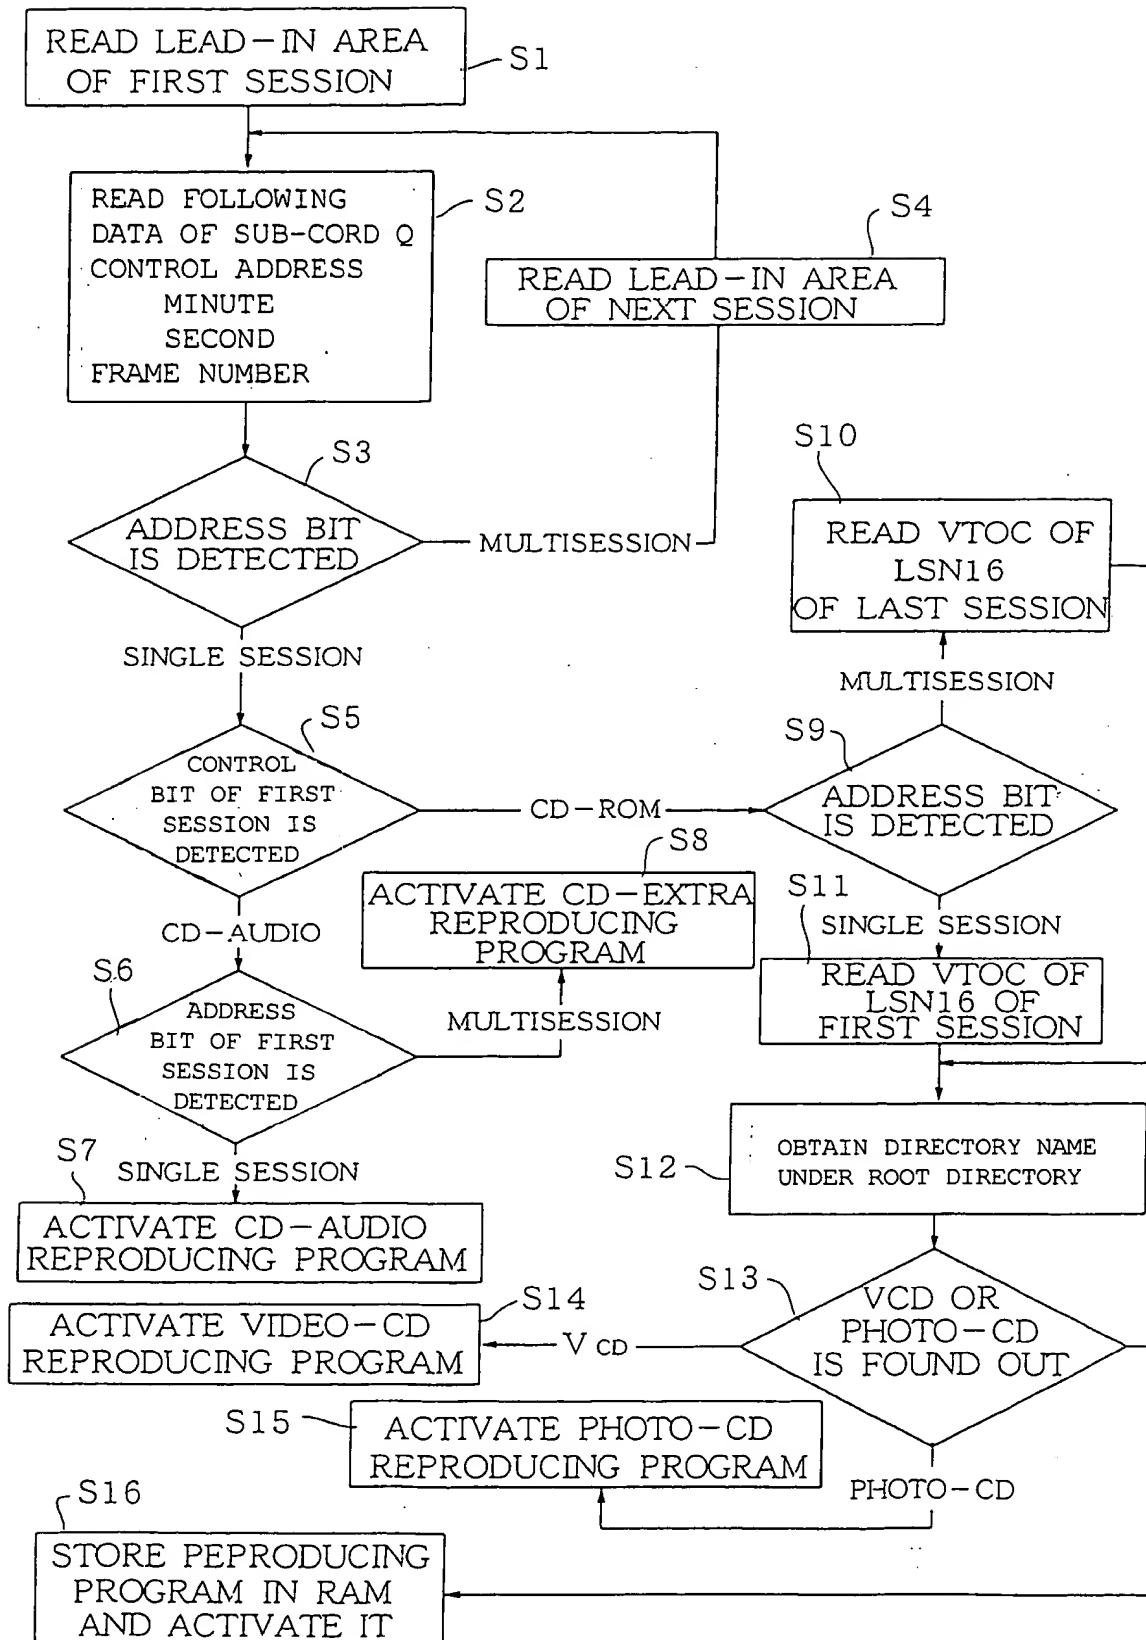 READ LEAD-IN AREA
OF FIRST SESSION
S1
READ FOLLOWING
DATA OF SUB-CORD Q
CONTROL ADDRESS
MINUTE
SECOND
FRAME NUMBER
S2
S4
READ LEAD-IN AREA
OF NEXT SESSION
S3
ADDRESS BIT
IS DETECTED
MULTISESSION
SINGLE SESSION
S10
READ VTOC OF
LSN16
OF LAST SESSION
MULTISESSION
S5
CONTROL
BIT OF FIRST
SESSION IS
DETECTED
CD-ROM
S9
ADDRESS BIT
IS DETECTED
S8
ACTIVATE CD-EXTRA
REPRODUCING
PROGRAM
CD-AUDIO
S11
SINGLE SESSION
READ VTOC OF
LSN16 OF
FIRST SESSION
S6
ADDRESS
BIT OF FIRST
SESSION IS
DETECTED
MULTISESSION
SINGLE SESSION
S7
ACTIVATE CD-AUDIO
REPRODUCING PROGRAM
S12
OBTAIN DIRECTORY NAME
UNDER ROOT DIRECTORY
S13
VCD OR
PHOTO-CD
IS FOUND OUT
S14
ACTIVATE VIDEO-CD
REPRODUCING PROGRAM
VCD
S15
ACTIVATE PHOTO-CD
REPRODUCING PROGRAM
PHOTO-CD
S16
STORE PEPRODUCING
PROGRAM IN RAM
AND ACTIVATE IT